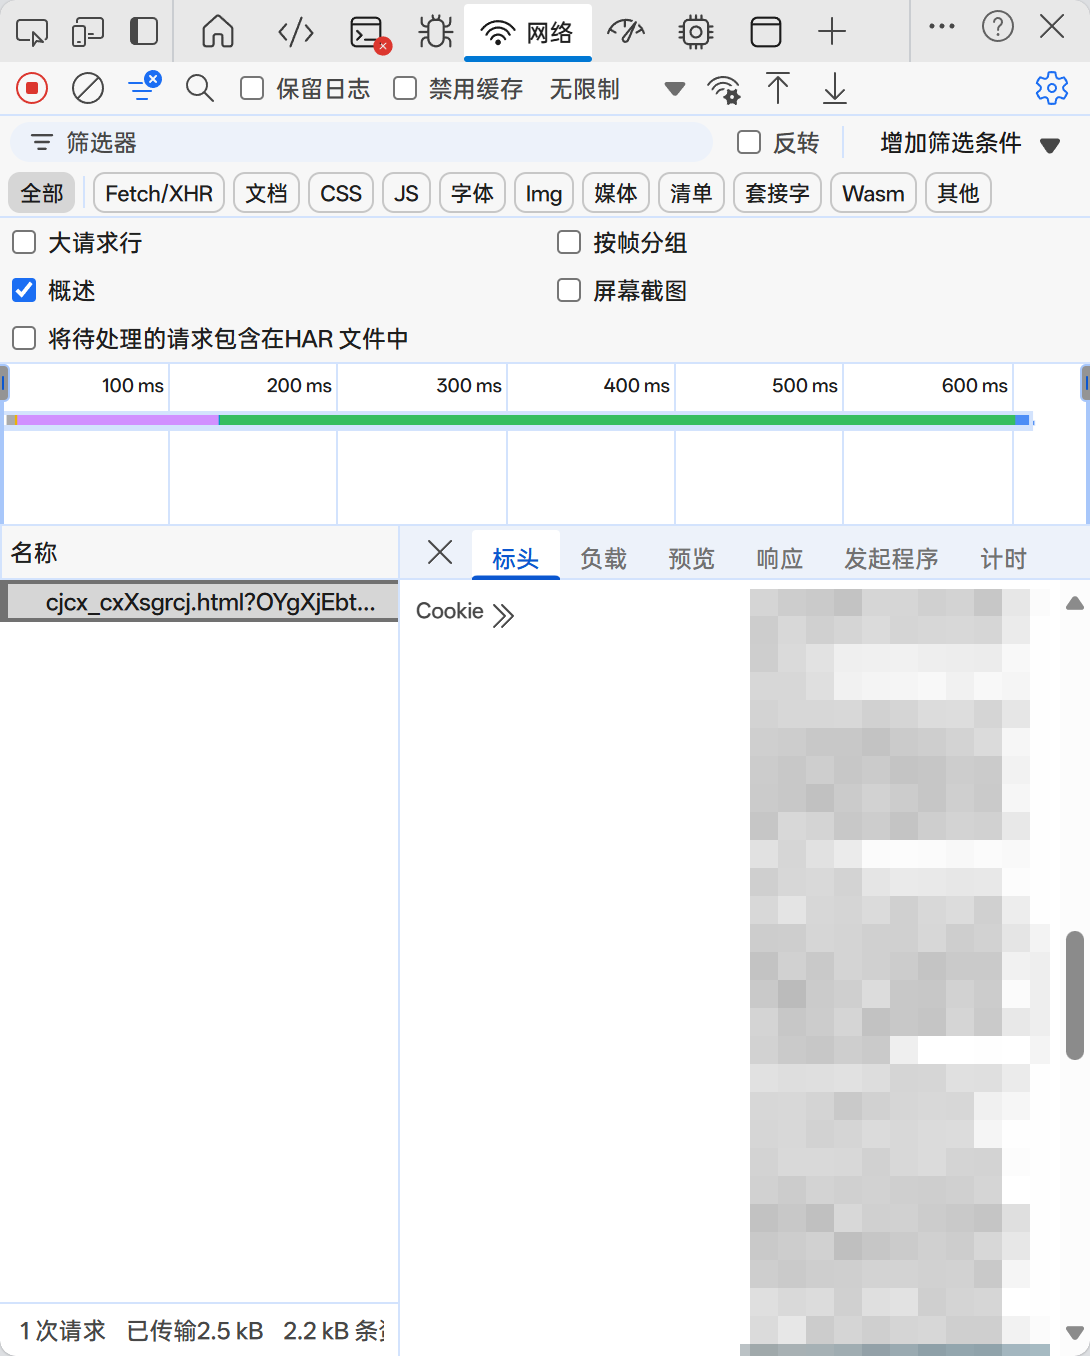 网络
保留日志 禁用缓存 无限制
筛选器 反转 增加筛选条件
全部 Fetch/XHR 文档 CSS JS 字体 Img 媒体 清单 套接字 Wasm 其他
大请求行 按帧分组
概述 屏幕截图
将待处理的请求包含在HAR 文件中
100 ms 200 ms 300 ms 400 ms 500 ms 600 ms
名称 标头 负载 预览 响应 发起程序 计时
cjcx_cxXsgrcj.html?OYgXjEbt...
Cookie
1 次请求 已传输2.5 kB 2.2 kB 条